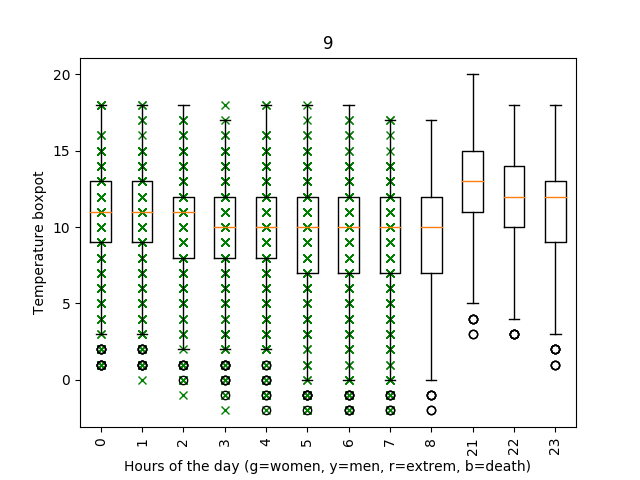 9
20
15
10
5
0
Temperature boxpot
0 1 2 3 4 5 6 7 8 21 22 23
Hours of the day (g=women, y=men, r=extrem, b=death)